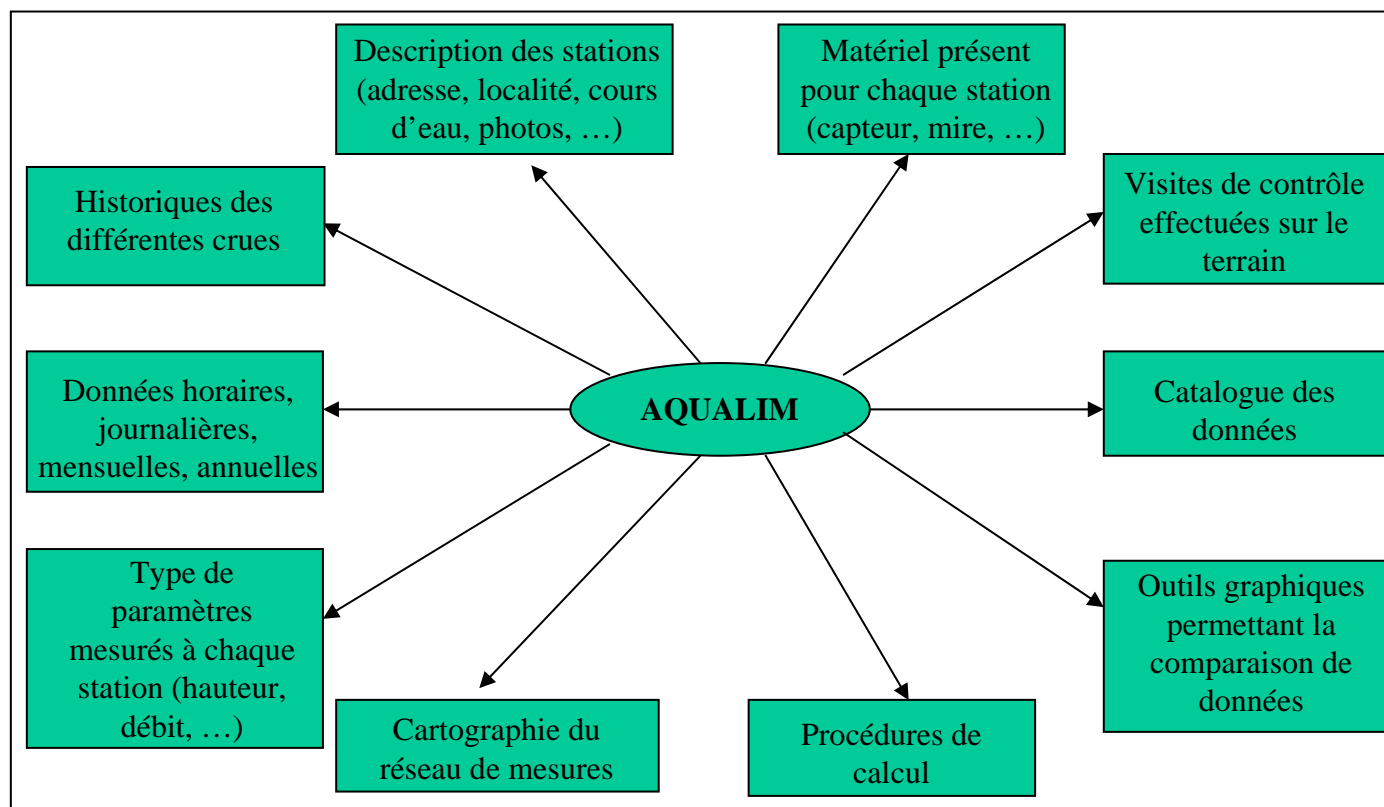 Description des stations
(adresse, localité, cours
d’eau, photos, …)
Matériel présent
pour chaque station
(capteur, mire, …)
Historiques des
différentes crues
Visites de contrôle
effectuées sur le
terrain
Données horaires,
journalières,
mensuelles, annuelles
AQUALIM
Catalogue des
données
Type de
paramètres
mesurés à chaque
station (hauteur,
débit, …)
Outils graphiques
permettant la
comparaison de
données
Cartographie du
réseau de mesures
Procédures de
calcul